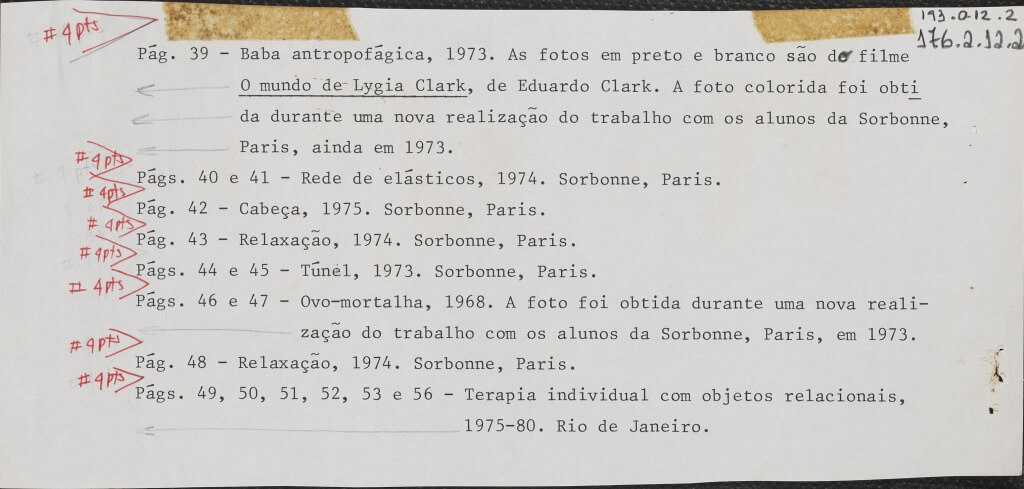 193.0.12.2
176.2.12.2
# 4pts
Pág. 39 - Baba antropofágica, 1973. As fotos em preto e branco são do filme
O mundo de Lygia Clark, de Eduardo Clark. A foto colorida foi obti
da durante uma nova realização do trabalho com os alunos da Sorbonne,
Paris, ainda em 1973.
# 4pts
Págs. 40 e 41 - Rede de elásticos, 1974. Sorbonne, Paris.
# 4pts
Pág. 42 - Cabeça, 1975. Sorbonne, Paris.
# 4pts
Pág. 43 - Relaxação, 1974. Sorbonne, Paris.
# 4pts
Págs. 44 e 45 - Túnel, 1973. Sorbonne, Paris.
# 4pts
Págs. 46 e 47 - Ovo-mortalha, 1968. A foto foi obtida durante uma nova reali-
zação do trabalho com os alunos da Sorbonne, Paris, em 1973.
# 4pts
Pág. 48 - Relaxação, 1974. Sorbonne, Paris.
# 4pts
Págs. 49, 50, 51, 52, 53 e 56 - Terapia individual com objetos relacionais,
1975-80. Rio de Janeiro.